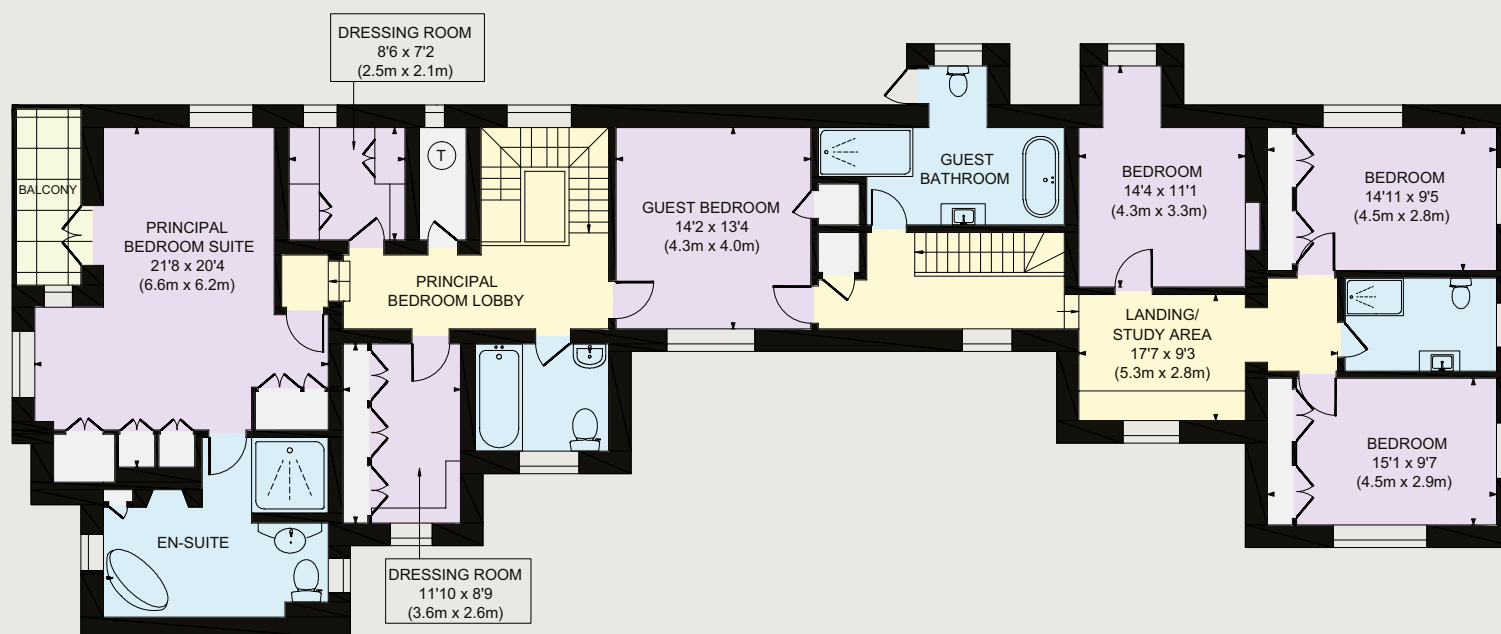 DRESSING ROOM
8'6 x 7'2
(2.5m x 2.1m)
BALCONY
PRINCIPAL
BEDROOM SUITE
21'8 x 20'4
(6.6m x 6.2m)
T
PRINCIPAL
BEDROOM LOBBY
GUEST BEDROOM
14'2 x 13'4
(4.3m x 4.0m)
GUEST
BATHROOM
BEDROOM
14'4 x 11'1
(4.3m x 3.3m)
BEDROOM
14'11 x 9'5
(4.5m x 2.8m)
LANDING/
STUDY AREA
17'7 x 9'3
(5.3m x 2.8m)
BEDROOM
15'1 x 9'7
(4.5m x 2.9m)
EN-SUITE
DRESSING ROOM
11'10 x 8'9
(3.6m x 2.6m)